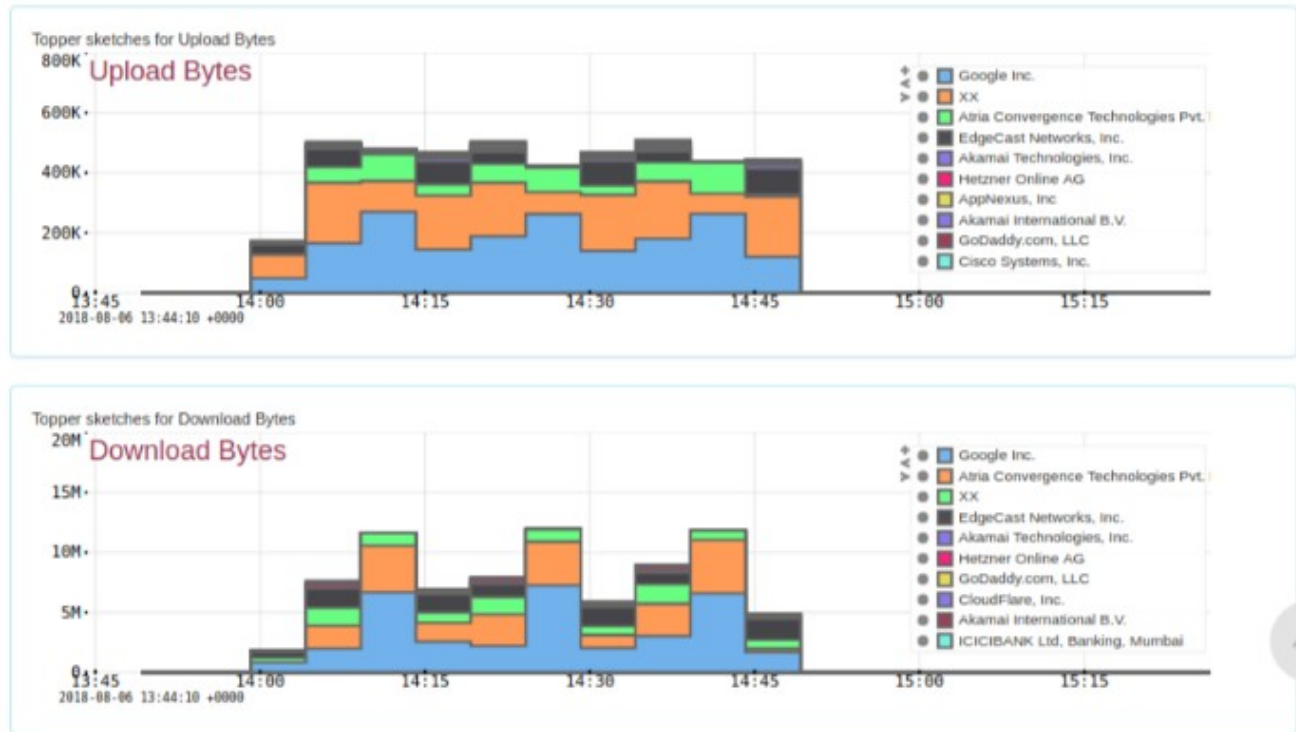 Topper sketches for Upload Bytes
Upload Bytes
800K
600K
400K
200K
0
13:45 14:00 14:15 14:30 14:45 15:00 15:15
2018-08-06 13:44:10 +0000
Google Inc.
XX
Atria Convergence Technologies Pvt.
EdgeCast Networks, Inc.
Akamai Technologies, Inc.
Hetzner Online AG
AppNexus, Inc
Akamai International B.V.
GoDaddy.com, LLC
Cisco Systems, Inc.
Topper sketches for Download Bytes
Download Bytes
20M
15M
10M
5M
0
13:45 14:00 14:15 14:30 14:45 15:00 15:15
2018-08-06 13:44:10 +0000
Google Inc.
Atria Convergence Technologies Pvt.
XX
EdgeCast Networks, Inc.
Akamai Technologies, Inc.
Hetzner Online AG
GoDaddy.com, LLC
CloudFlare, Inc.
Akamai International B.V.
ICICIBANK Ltd, Banking, Mumbai